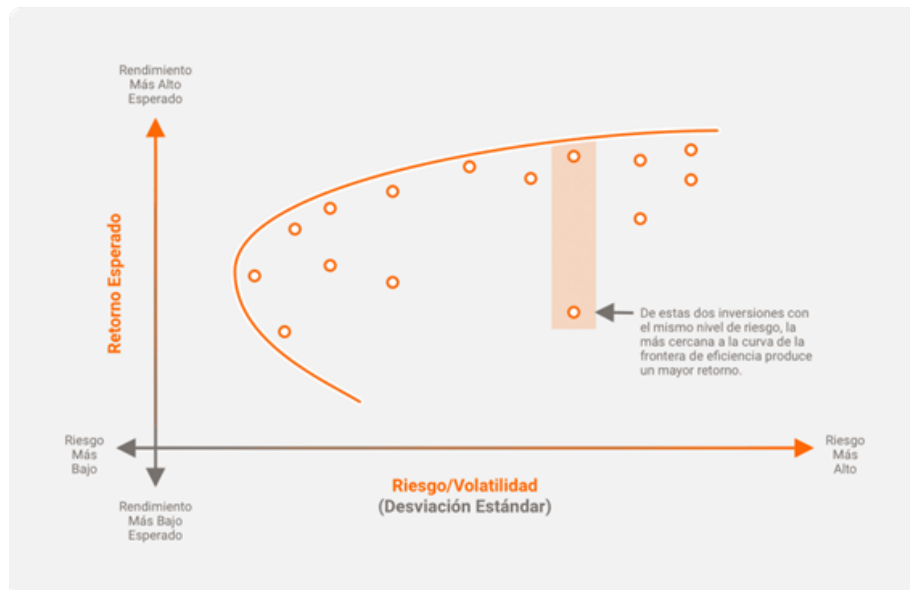 Rendimiento
Más Alto
Esperado
Retorno Esperado
De estas dos inversiones con
el mismo nivel de riesgo, la
más cercana a la curva de la
frontera de eficiencia produce
un mayor retorno.
Riesgo
Más
Bajo
Riesgo
Más
Alto
Riesgo/Volatilidad
(Desviación Estándar)
Rendimiento
Más Bajo
Esperado